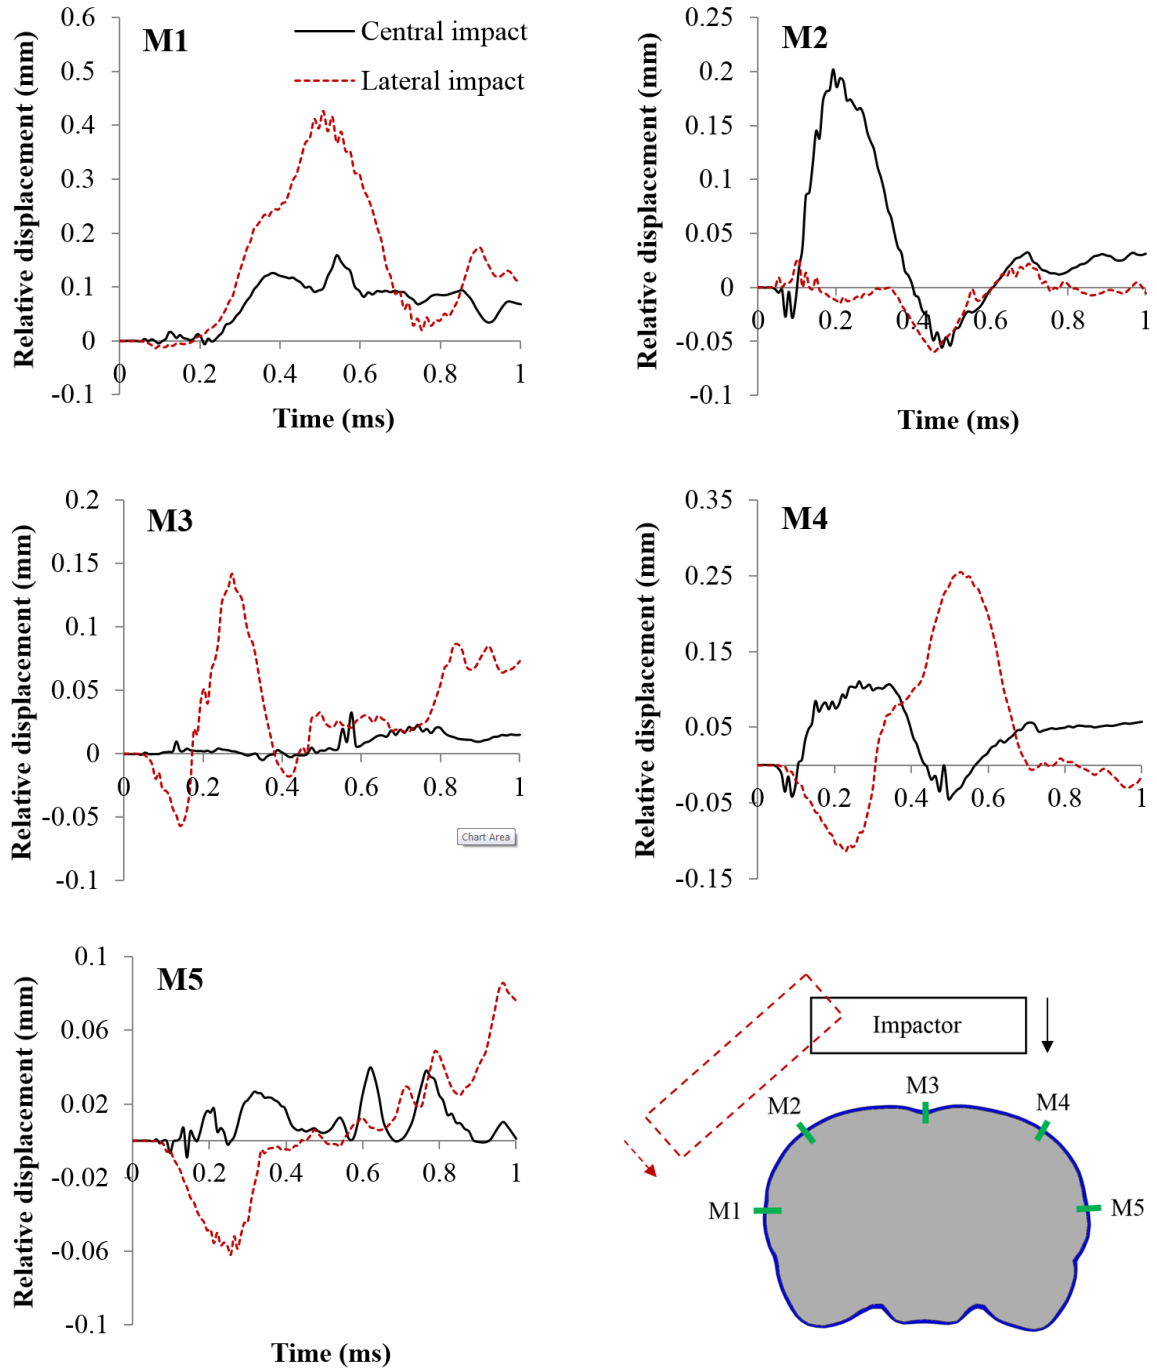 M1
Central impact
Lateral impact
Relative displacement (mm)
0.6
0.5
0.4
0.3
0.2
0.1
0
-0.1
0 0.2 0.4 0.6 0.8 1
Time (ms)
M2
Relative displacement (mm)
0.25
0.2
0.15
0.1
0.05
0
-0.05
-0.1
0 0.2 0.4 0.6 0.8 1
Time (ms)
M3
Relative displacement (mm)
0.2
0.15
0.1
0.05
0
-0.05
-0.1
0 0.2 0.4 0.6 0.8 1
Chart Area
M4
Relative displacement (mm)
0.35
0.25
0.15
0.05
-0.05
-0.15
0 0.2 0.4 0.6 0.8 1
M5
Relative displacement (mm)
0.1
0.06
0.02
-0.02
-0.06
-0.1
0 0.2 0.4 0.6 0.8 1
Time (ms)
Impactor
M3
M2
M4
M1
M5